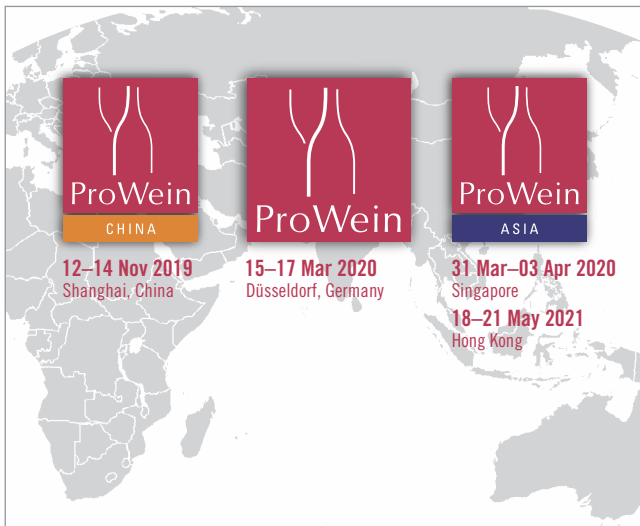 ProWein
CHINA
12–14 Nov 2019
Shanghai, China
ProWein
15–17 Mar 2020
Düsseldorf, Germany
ProWein
ASIA
31 Mar–03 Apr 2020
Singapore
18–21 May 2021
Hong Kong